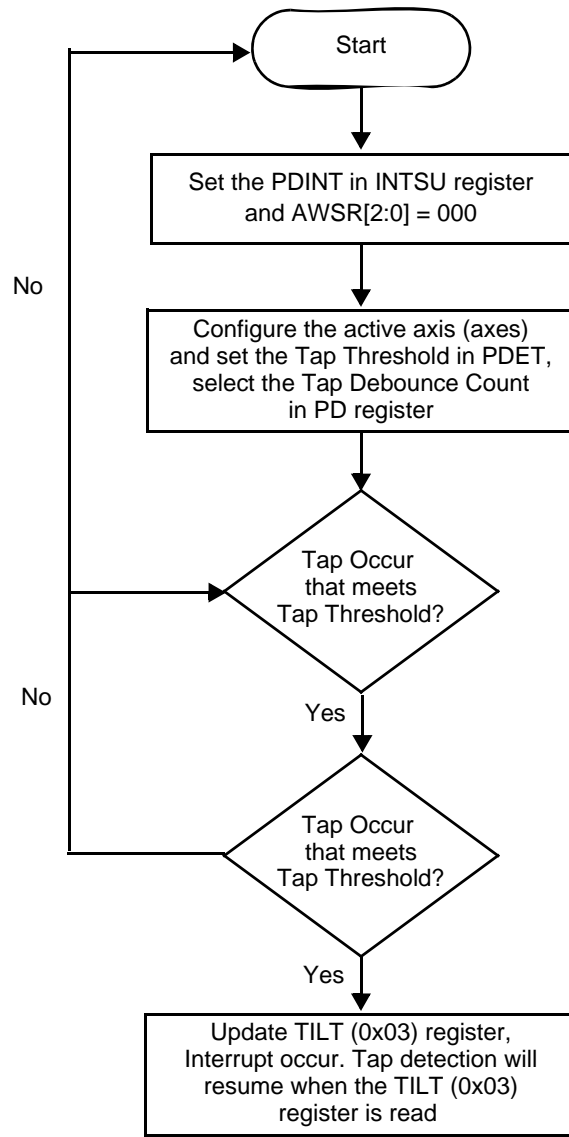 Start
Set the PDINT in INTSU register
and AWSR[2:0] = 000
No
Configure the active axis (axes)
and set the Tap Threshold in PDET,
select the Tap Debounce Count
in PD register
Tap Occur
that meets
Tap Threshold?
No
Yes
Tap Occur
that meets
Tap Threshold?
Yes
Update TILT (0x03) register,
Interrupt occur. Tap detection will
resume when the TILT (0x03)
register is read